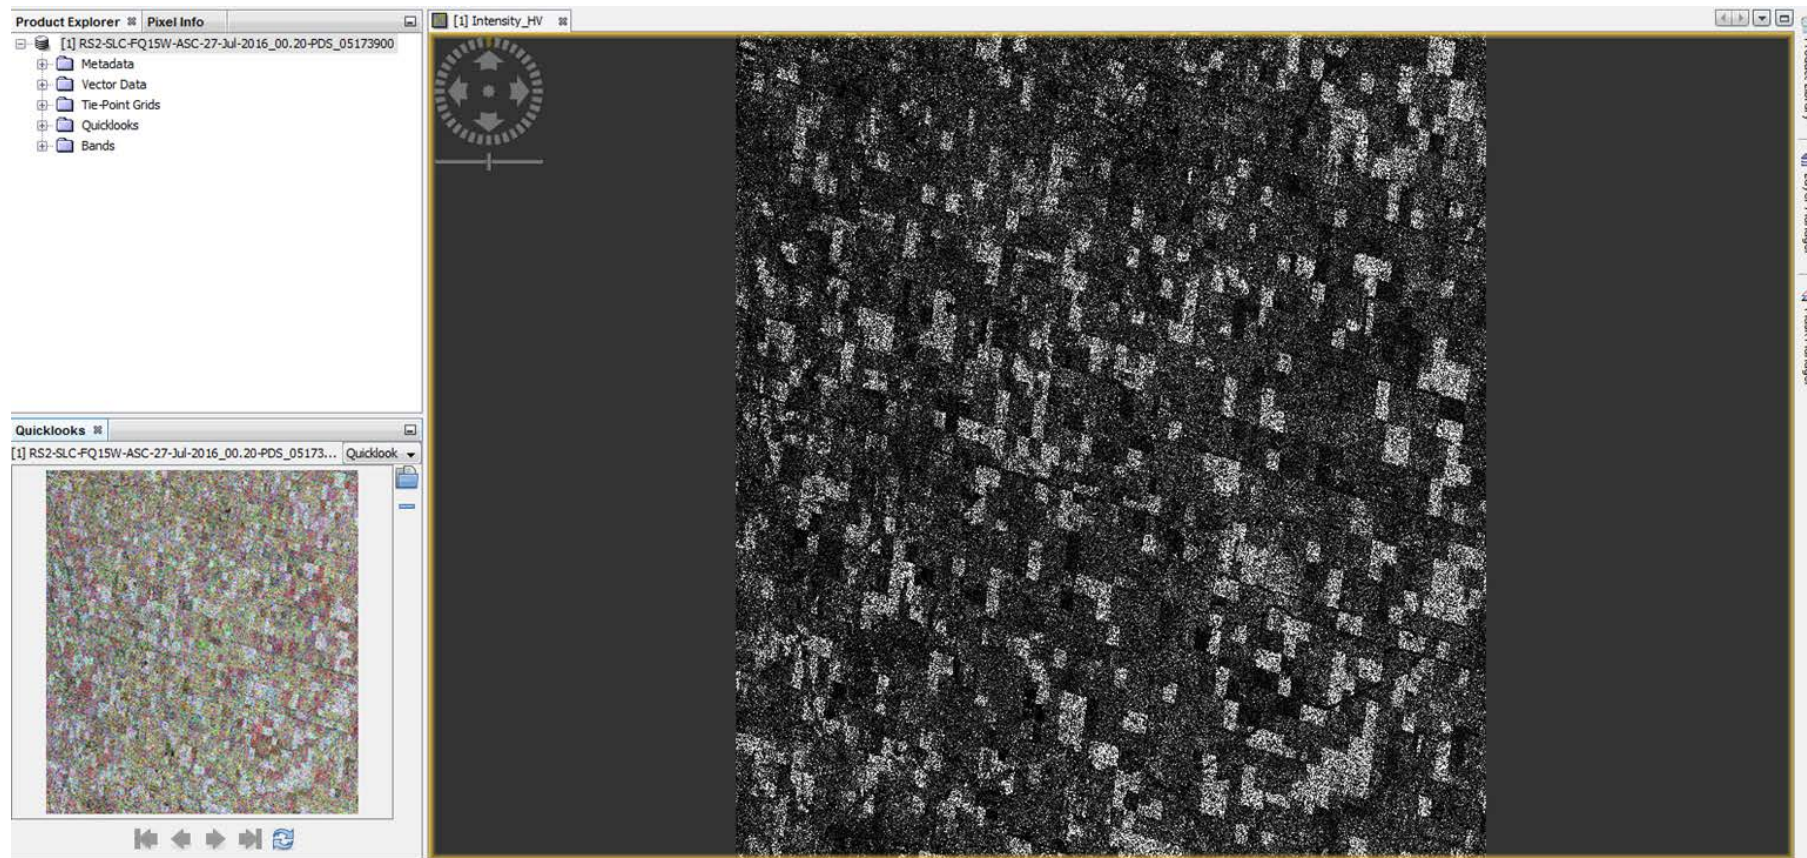 Product Explorer Pixel Info
[1] RS2-SLC-FQ15W-ASC-27-Jul-2016_00.20-PDS_05173900
Metadata
Vector Data
Tie-Point Grids
Quicklooks
Bands
Quicklooks
[1] RS2-SLC-FQ15W-ASC-27-Jul-2016_00.20-PDS_05173... Quicklook
[1] Intensity_HV